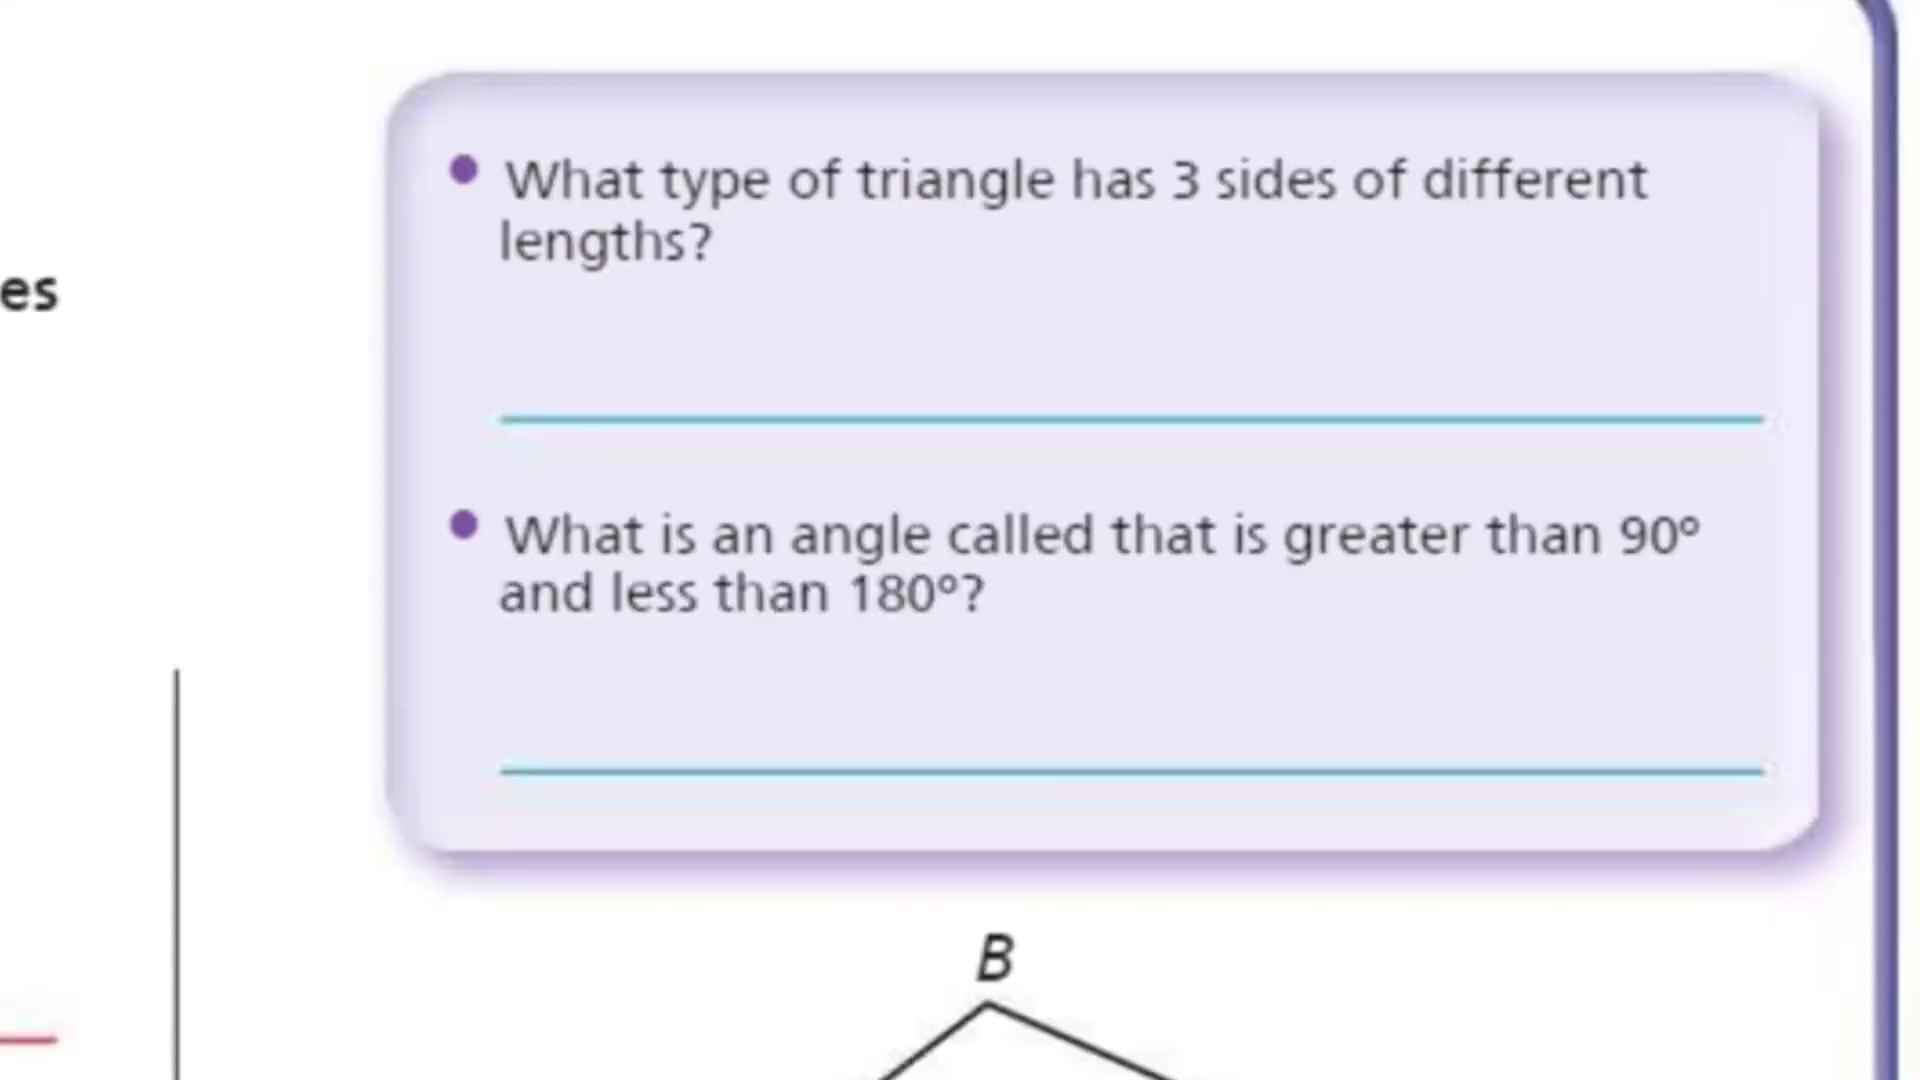 What type of triangle has 3 sides of different
lengths?
es
What is an angle called that is greater than 90º
and less than 180°?
B